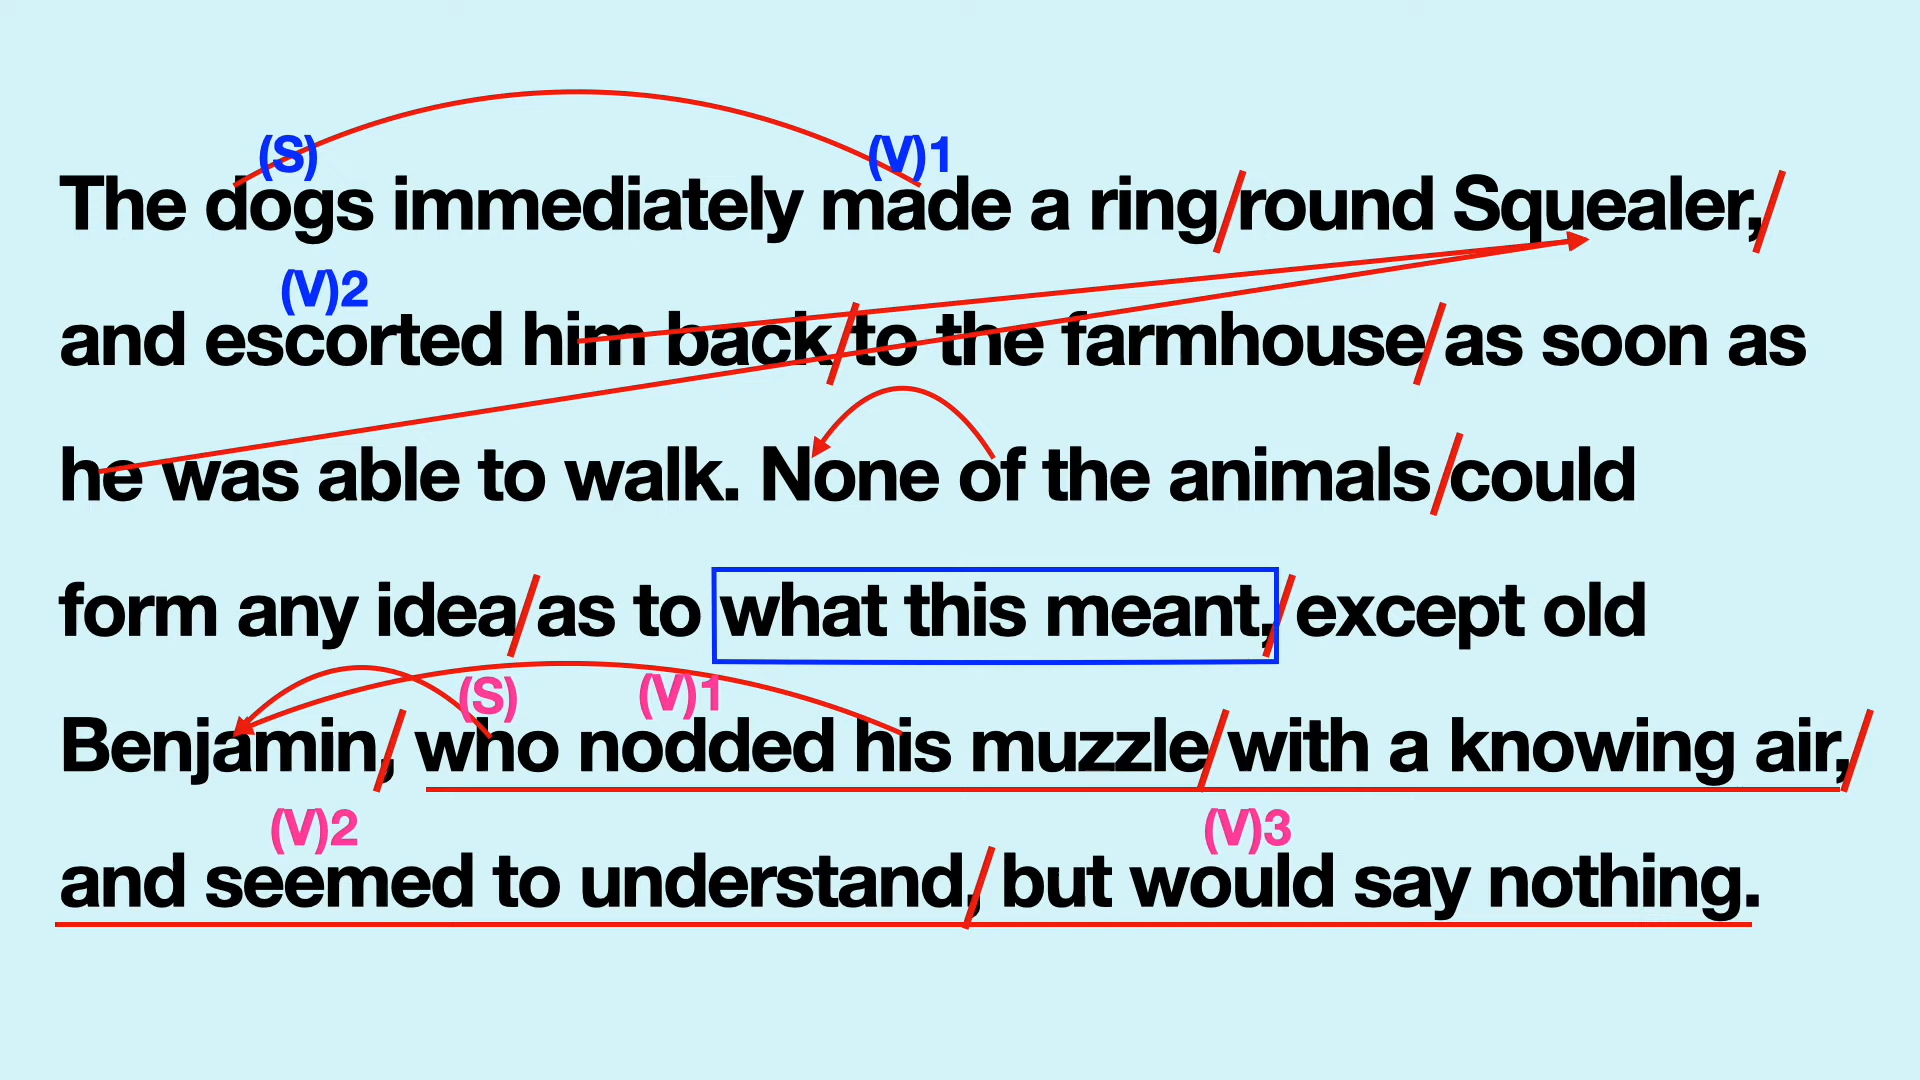 (S) (V)1
The dogs immediately made a ring/round Squealer,/
(V)2
and escorted him back/to the farmhouse/as soon as
he was able to walk. None of the animals/could
form any idea/as to what this meant,/except old
(S) (V)1
Benjamin,/ who nodded his muzzle/with a knowing air,/
(V)2 (V)3
and seemed to understand,/ but would say nothing.